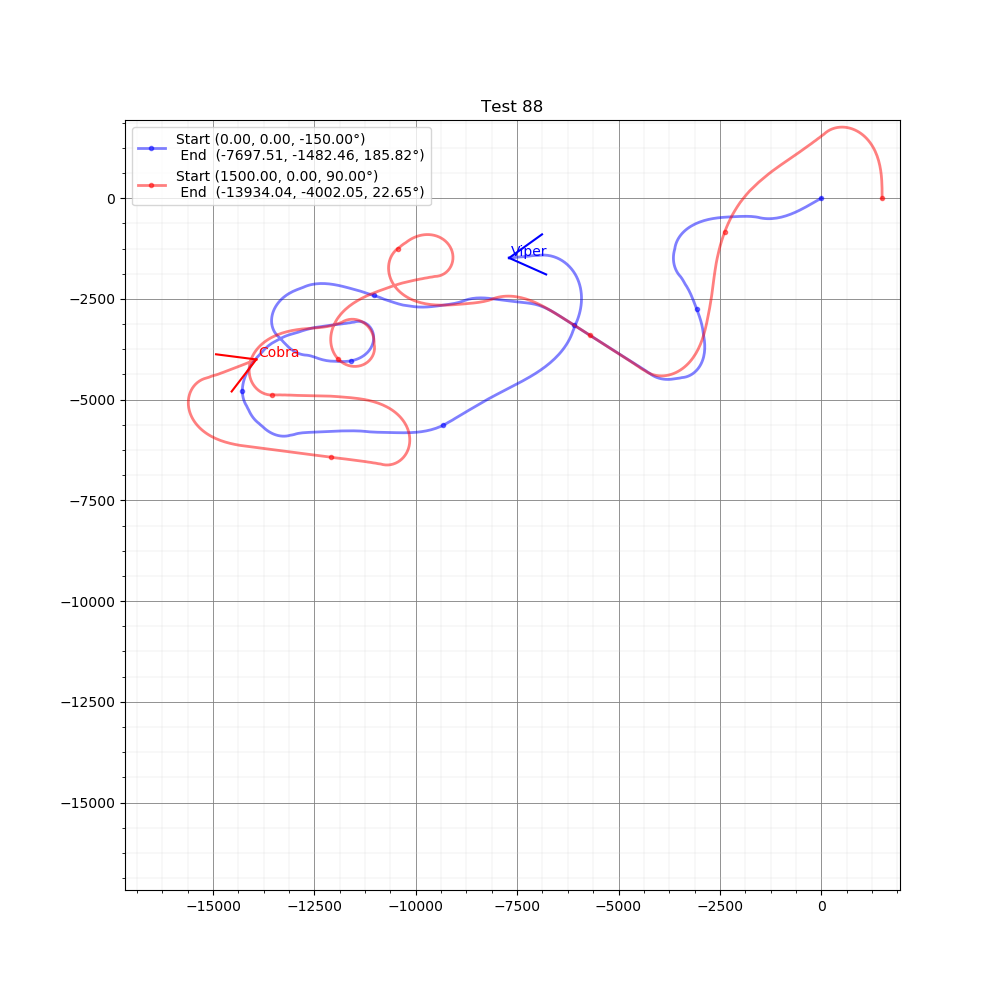 Test 88
Start (0.00, 0.00, -150.00°)
End  (-7697.51, -1482.46, 185.82°)
Start (1500.00, 0.00, 90.00°)
End  (-13934.04, -4002.05, 22.65°)
Viper
Cobra
0
−2500
−5000
−7500
−10000
−12500
−15000
−15000
−12500
−10000
−7500
−5000
−2500
0